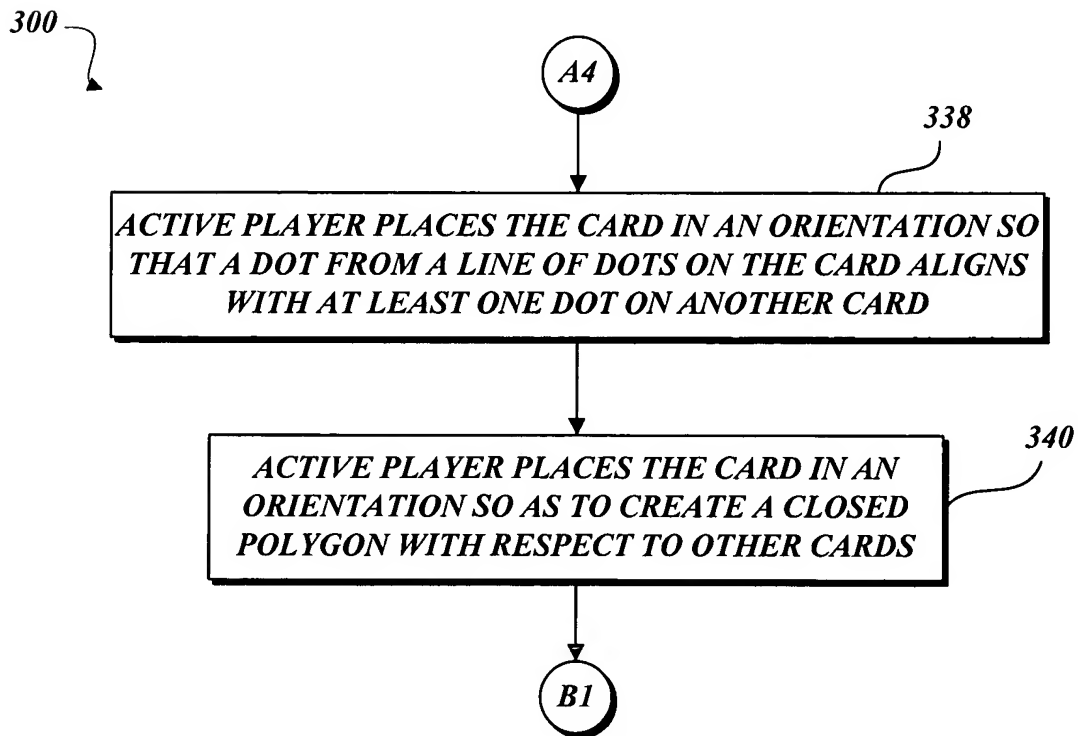 300
A4
338
ACTIVE PLAYER PLACES THE CARD IN AN ORIENTATION SO
THAT A DOT FROM A LINE OF DOTS ON THE CARD ALIGNS
WITH AT LEAST ONE DOT ON ANOTHER CARD
340
ACTIVE PLAYER PLACES THE CARD IN AN
ORIENTATION SO AS TO CREATE A CLOSED
POLYGON WITH RESPECT TO OTHER CARDS
B1